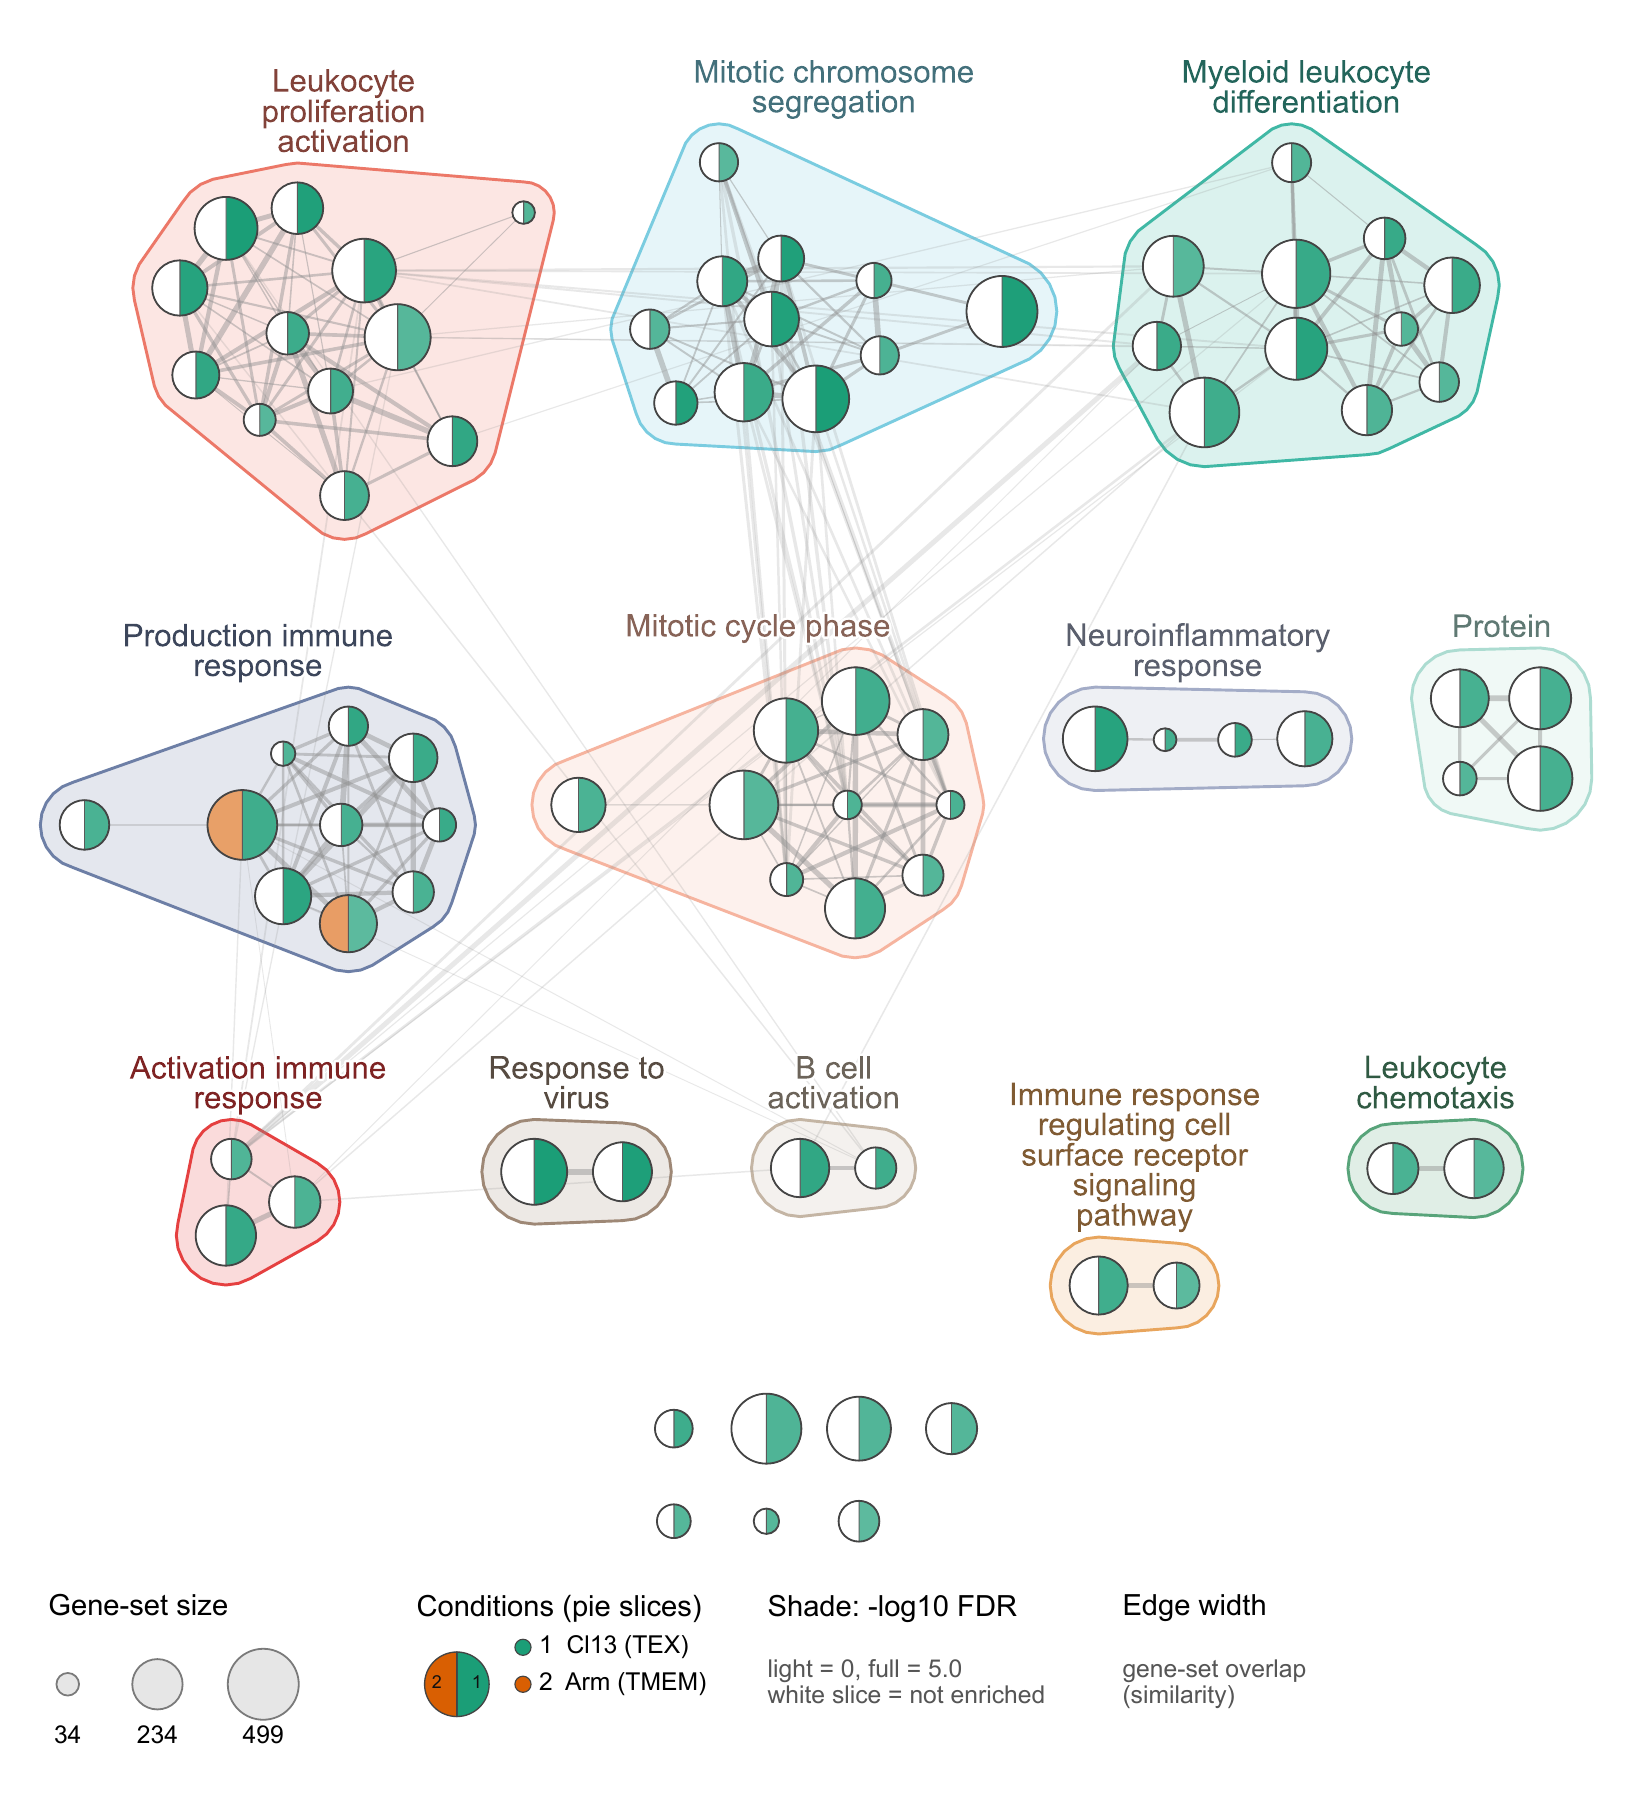 Leukocyte
proliferation
activation
Mitotic chromosome
segregation
Myeloid leukocyte
differentiation
Production immune
response
Mitotic cycle phase
Neuroinflammatory
response
Protein
Activation immune
response
Response to
virus
B cell
activation
Immune response
regulating cell
surface receptor
signaling
pathway
Leukocyte
chemotaxis
Gene-set size
34
234
499
Conditions (pie slices)
2
1
1 Cl13 (TEX)
2 Arm (TMEM)
Shade: -log10 FDR
light = 0, full = 5.0
white slice = not enriched
Edge width
gene-set overlap
(similarity)